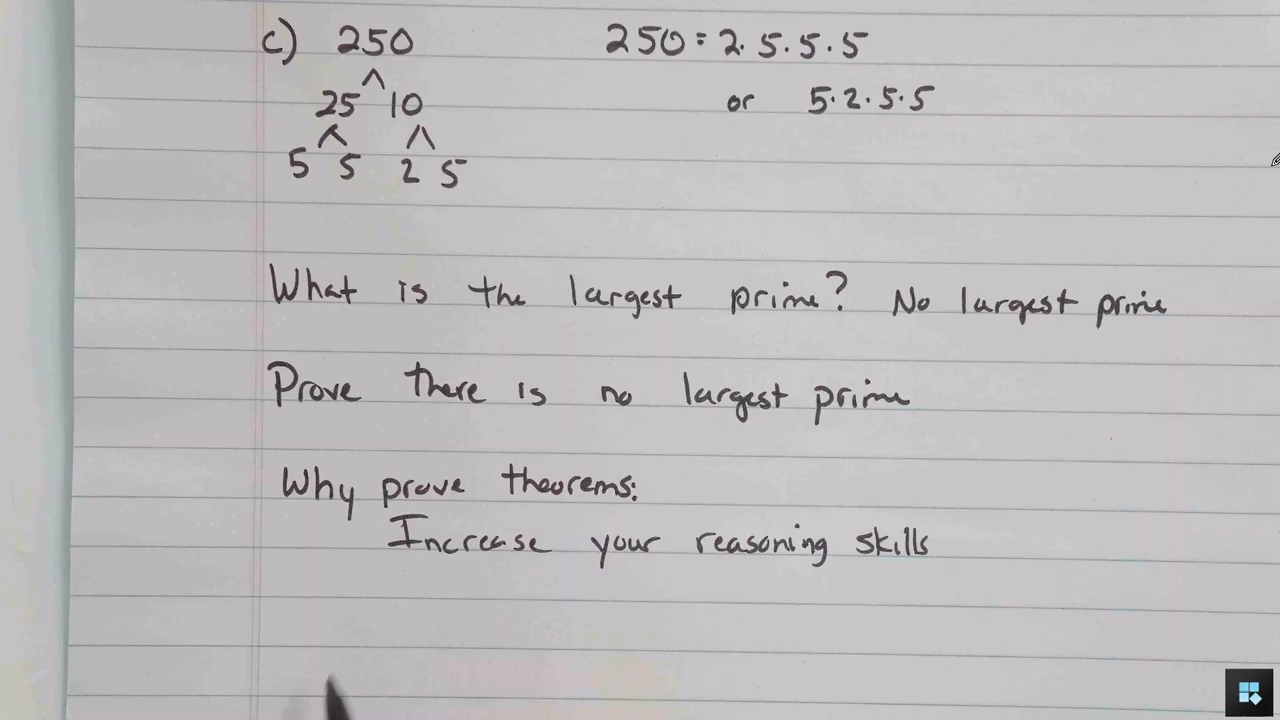 c) 250 250 = 2. 5. 5. 5
^
25 10 or 5. 2. 5. 5
^ ^
5 5 2 5
What is the largest prime? No largest prime
Prove there is no largest prime
Why prove theorems:
Increase your reasoning skills